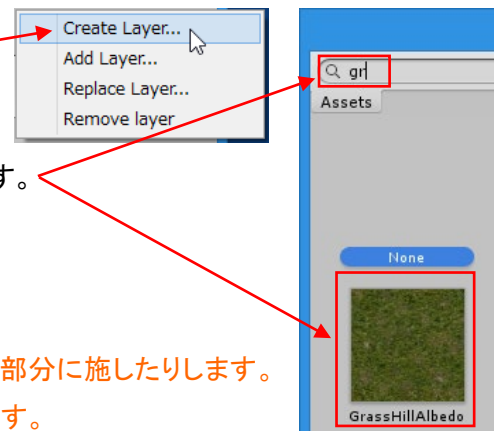 Create Layer...
Add Layer...
Replace Layer...
Remove layer
gr
Assets
す。
None
GrassHillAlbedo
部分に施したりします。
す。